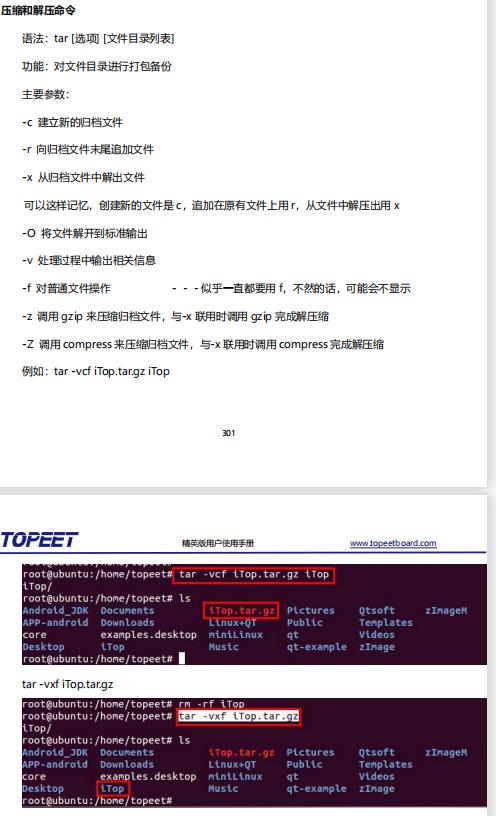 压缩和解压命令
语法：tar [选项] [文件目录列表]
功能：对文件目录进行打包备份
主要参数：
-c 建立新的归档文件
-r 向归档文件末尾追加文件
-x 从归档文件中解出文件
可以这样记忆，创建新的文件是 c，追加在原有文件上用 r，从文件中解压出用 x
-O 将文件解开到标准输出
-v 处理过程中输出相关信息
-f 对普通文件操作 - - - 似乎一直都要用 f，不然的话，可能会不显示
-z 调用 gzip 来压缩归档文件，与-x 联用时调用 gzip 完成解压缩
-Z 调用 compress 来压缩归档文件，与-x 联用时调用 compress 完成解压缩
例如：tar -vcf iTop.tar.gz iTop
301
TOPEET 精英版用户使用手册 www.topeetboard.com
root@ubuntu:/home/topeet# tar -vcf iTop.tar.gz iTop
iTop/
root@ubuntu:/home/topeet# ls
Android_JDK Documents iTop.tar.gz Pictures Qtsoft zImageM
APP-android Downloads Linux+QT Public Templates
core examples.desktop miniLinux qt Videos
Desktop iTop Music qt-example zImage
root@ubuntu:/home/topeet#
tar -vxf iTop.tar.gz
root@ubuntu:/home/topeet# rm -rf iTop
root@ubuntu:/home/topeet# tar -vxf iTop.tar.gz
iTop/
root@ubuntu:/home/topeet# ls
Android_JDK Documents iTop.tar.gz Pictures Qtsoft zImageM
APP-android Downloads Linux+QT Public Templates
core examples.desktop miniLinux qt Videos
Desktop iTop Music qt-example zImage
root@ubuntu:/home/topeet#